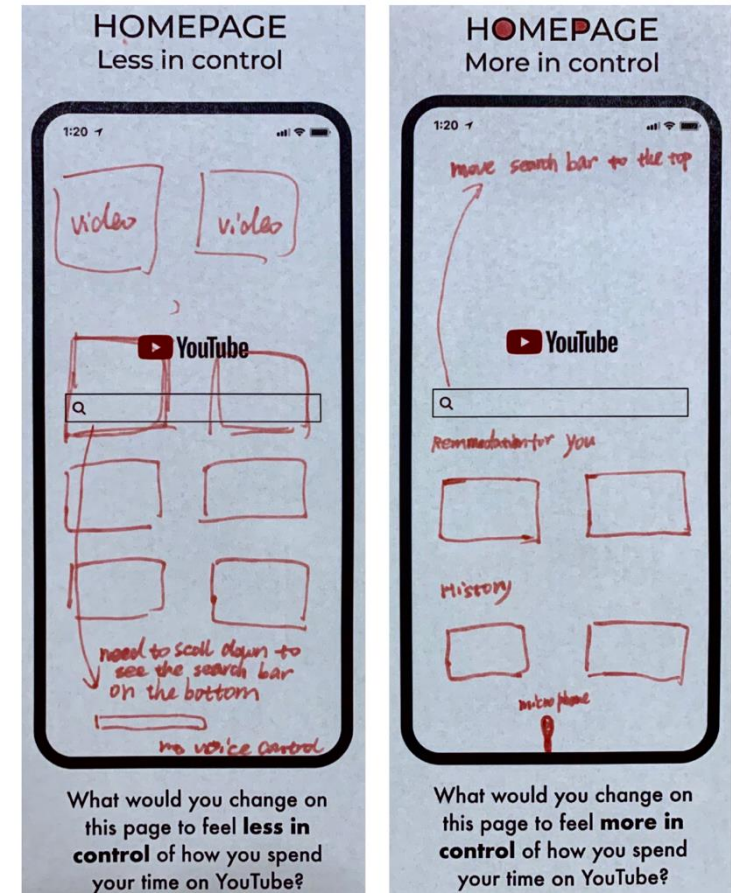 HOMEPAGE
Less in control
1:20
video
video
YouTube
need to scoll down to
see the search bar
on the bottom
no voice control
What would you change on
this page to feel less in
control of how you spend
your time on YouTube?
HOMEPAGE
More in control
1:20
move search bar to the top
YouTube
for you
History
microphone
What would you change on
this page to feel more in
control of how you spend
your time on YouTube?